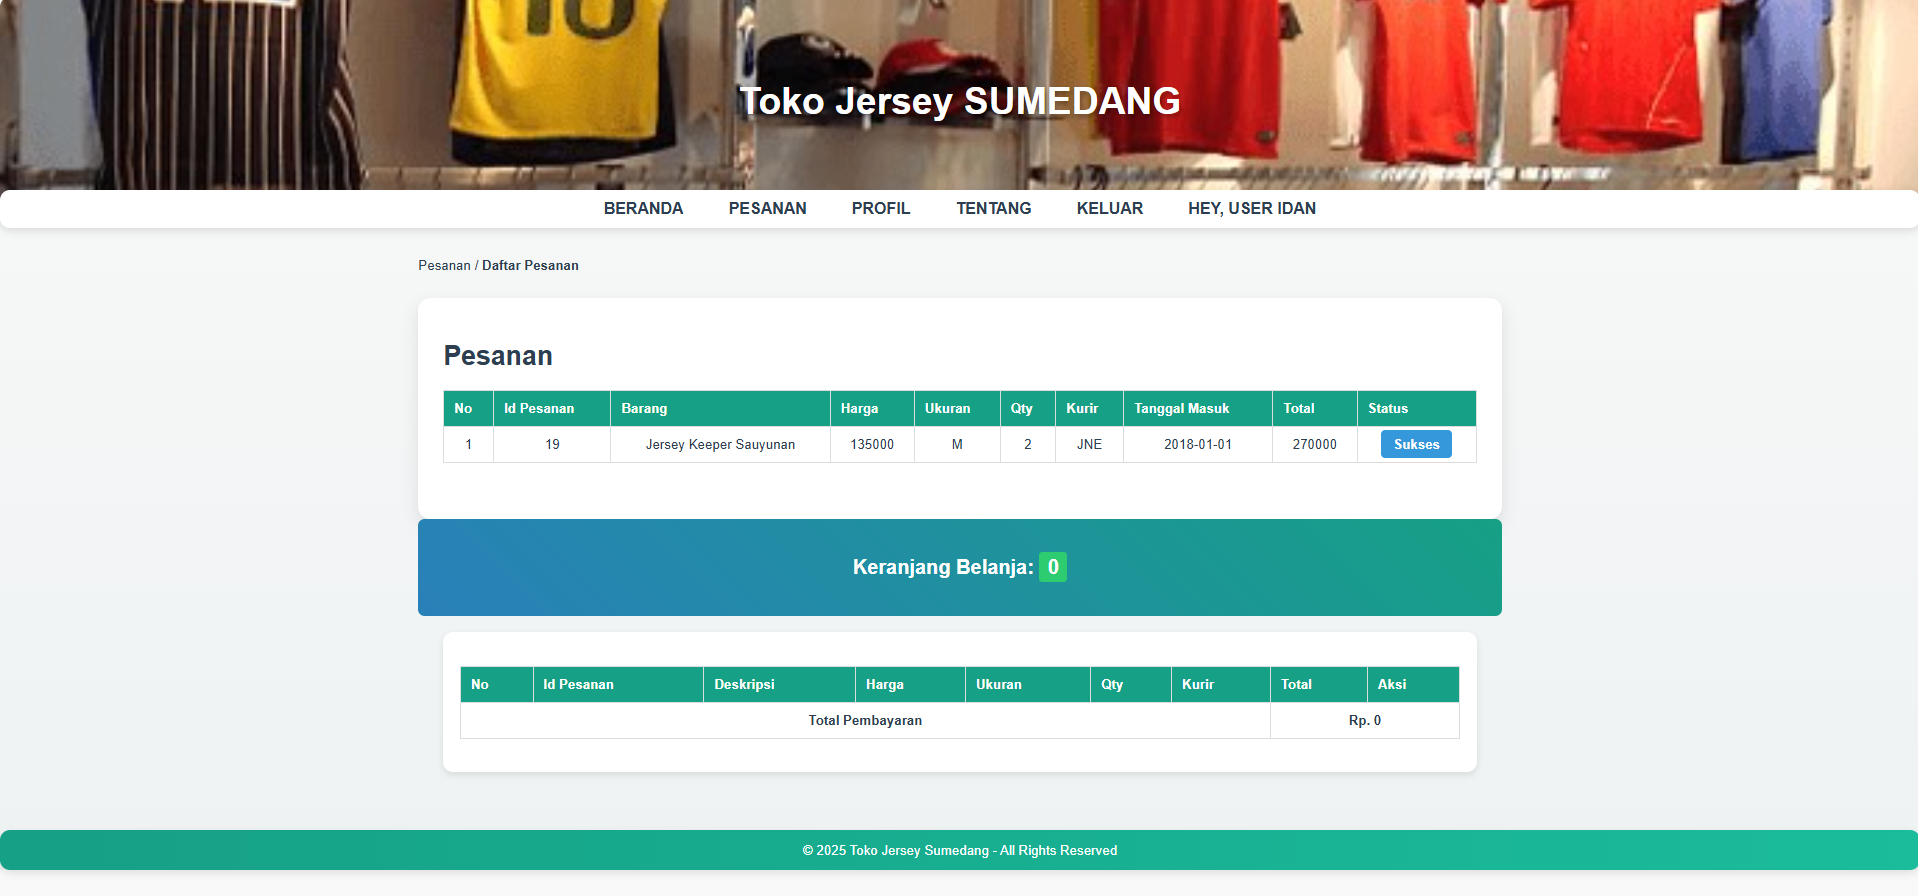 10
Toko Jersey SUMEDANG
BERANDA PESANAN PROFIL TENTANG KELUAR HEY, USER IDAN
Pesanan / Daftar Pesanan
Pesanan
No Id Pesanan Barang Harga Ukuran Qty Kurir Tanggal Masuk Total Status
1 19 Jersey Keeper Sauyunan 135000 M 2 JNE 2018-01-01 270000 Sukses
Keranjang Belanja: 0
No Id Pesanan Deskripsi Harga Ukuran Qty Kurir Total Aksi
Total Pembayaran Rp. 0
© 2025 Toko Jersey Sumedang - All Rights Reserved